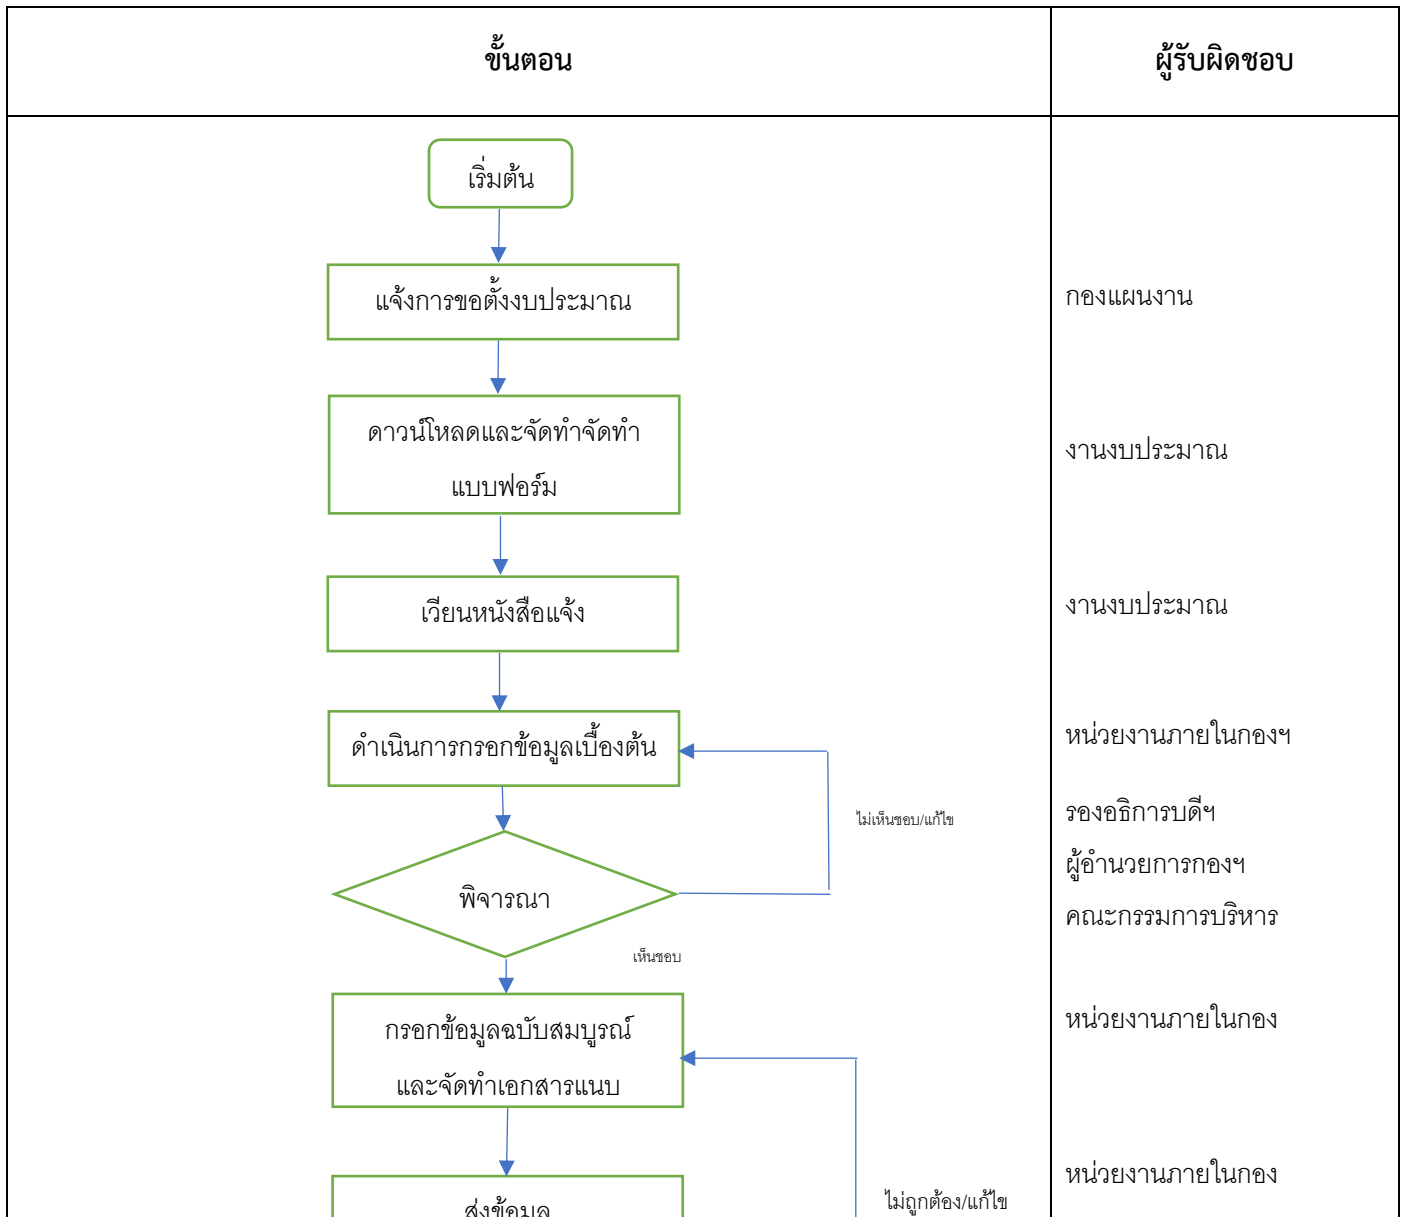 ขั้นตอน
ผู้รับผิดชอบ
เริ่มต้น
แจ้งการขอตั้งงบประมาณ
กองแผนงาน
ดาวน์โหลดและจัดทำจัดทำ
แบบฟอร์ม
งานงบประมาณ
เวียนหนังสือแจ้ง
งานงบประมาณ
ดำเนินการกรอกข้อมูลเบื้องต้น
หน่วยงานภายในกองฯ
ไม่เห็นชอบ/แก้ไข
พิจารณา
รองอธิการบดีฯ
ผู้อำนวยการกองฯ
คณะกรรมการบริหาร
เห็นชอบ
กรอกข้อมูลฉบับสมบูรณ์
และจัดทำเอกสารแนบ
หน่วยงานภายในกอง
ส่งข้อมูล
ไม่ถูกต้อง/แก้ไข
หน่วยงานภายในกอง